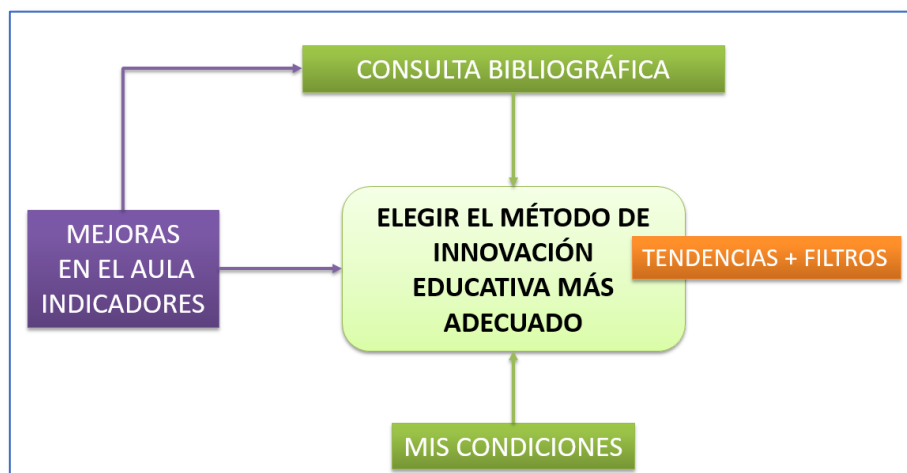 CONSULTA BIBLIOGRÁFICA
MEJORAS
EN EL AULA
INDICADORES
ELEGIR EL MÉTODO DE
INNOVACIÓN
EDUCATIVA MÁS
ADECUADO
TENDENCIAS + FILTROS
MIS CONDICIONES